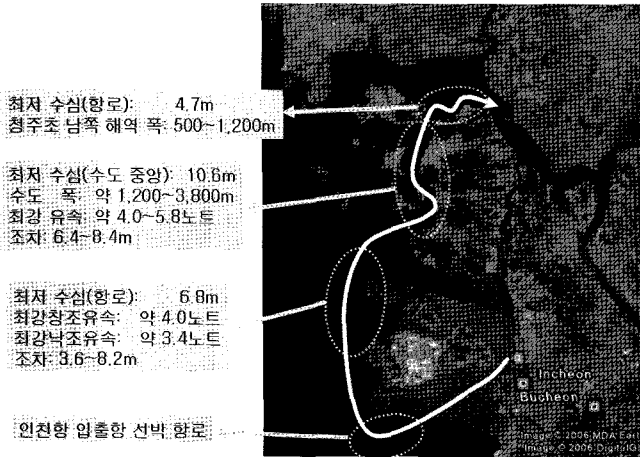 최저 수심(항로): 4.7m
청주초 남쪽 해역 폭: 500~1,200m
최저 수심(수도 중앙): 10.6m
수도 폭: 약 1,200~3,800m
최강 유속: 약 4.0~5.8노트
조차: 6.4~8.4m
최저 수심(항로): 6.8m
최강창조유속: 약 4.0노트
최강낙조유속: 약 3.4노트
조차: 3.6~8.2m
인천항 입출항 선박 항로
Incheon
Bucheon
Image © 2006 MDA Ear
Image © 2006 DigitalG